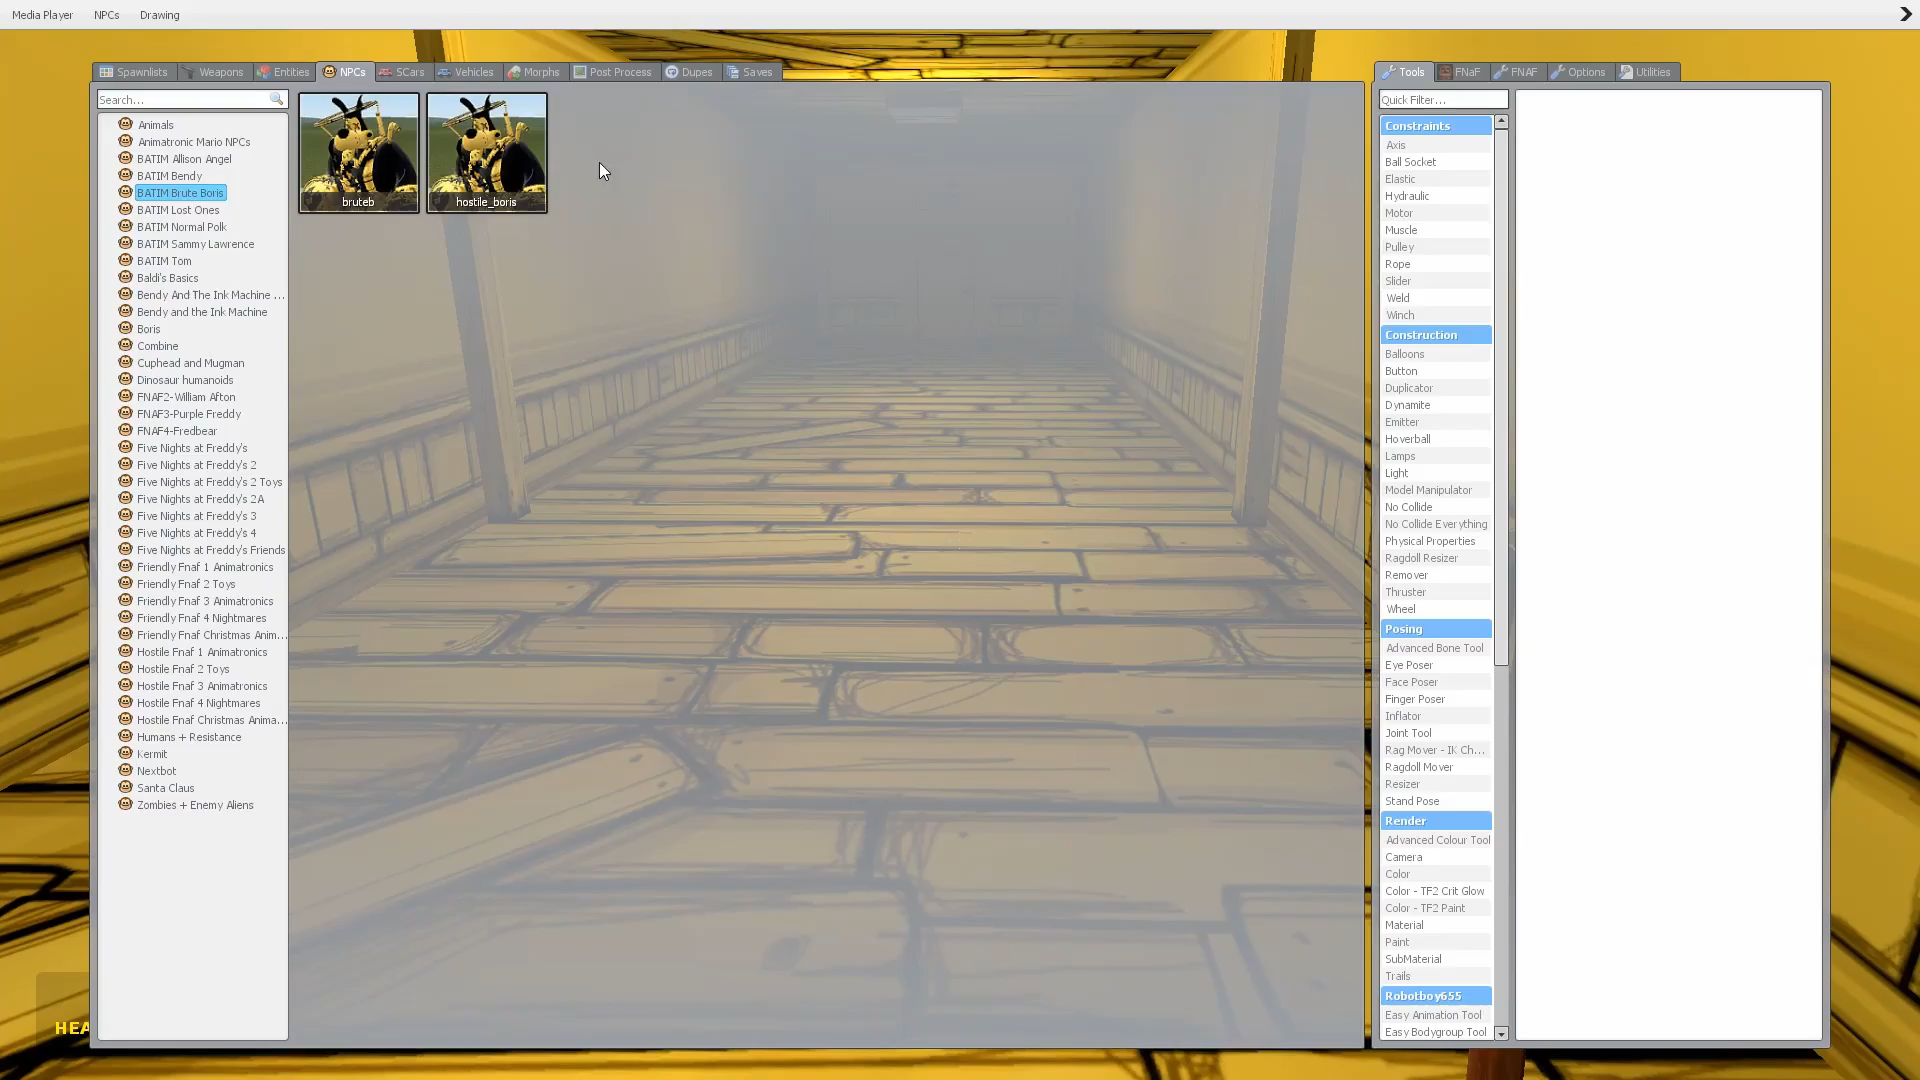 Media Player NPCs Drawing
Spawnlists Weapons Entities NPCs SCars Vehicles Morphs Post Process Dupes Saves
Search...
Animals
Animatronic Mario NPCs
BATIM Allison Angel
BATIM Bendy
BATIM Brute Boris
BATIM Lost Ones
BATIM Normal Polk
BATIM Sammy Lawrence
BATIM Tom
Baldi's Basics
Bendy And The Ink Machine ...
Bendy and the Ink Machine
Boris
Combine
Cuphead and Mugman
Dinosaur humanoids
FNAF2-William Afton
FNAF3-Purple Freddy
FNAF4-Fredbear
Five Nights at Freddy's
Five Nights at Freddy's 2
Five Nights at Freddy's 2 Toys
Five Nights at Freddy's 2A
Five Nights at Freddy's 3
Five Nights at Freddy's 4
Five Nights at Freddy's Friends
Friendly Fnaf 1 Animatronics
Friendly Fnaf 2 Toys
Friendly Fnaf 3 Animatronics
Friendly Fnaf 4 Nightmares
Friendly Fnaf Christmas Anim...
Hostile Fnaf 1 Animatronics
Hostile Fnaf 2 Toys
Hostile Fnaf 3 Animatronics
Hostile Fnaf 4 Nightmares
Hostile Fnaf Christmas Anima...
Humans + Resistance
Kermit
Nextbot
Santa Claus
Zombies + Enemy Aliens
HEA
bruteb
hostile_boris
Tools FNaF FNAF Options Utilities
Quick Filter...
Constraints
Axis
Ball Socket
Elastic
Hydraulic
Motor
Muscle
Pulley
Rope
Slider
Weld
Winch
Construction
Balloons
Button
Duplicator
Dynamite
Emitter
Hoverball
Lamps
Light
Model Manipulator
No Collide
No Collide Everything
Physical Properties
Ragdoll Resizer
Remover
Thruster
Wheel
Posing
Advanced Bone Tool
Eye Poser
Face Poser
Finger Poser
Inflator
Joint Tool
Rag Mover - IK Ch...
Ragdoll Mover
Resizer
Stand Pose
Render
Advanced Colour Tool
Camera
Color
Color - TF2 Crit Glow
Color - TF2 Paint
Material
Paint
SubMaterial
Trails
Robotboy655
Easy Animation Tool
Easy Bodygroup Tool